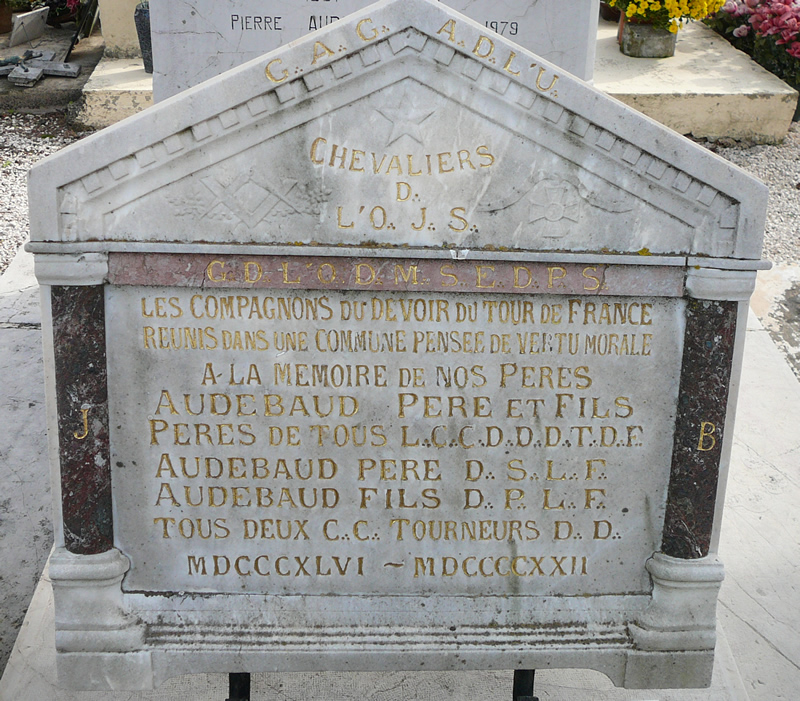 PIERRE 1979
G∴A∴G∴ A∴D∴L'U∴
CHEVALIERS
D∴
L'O∴J∴S∴
G∴D∴L'O∴D∴M∴S∴E∴D∴P∴S∴
LES COMPAGNONS DU DEVOIR DU TOUR DE FRANCE
REUNIS DANS UNE COMMUNE PENSEE DE VERTU MORALE
A LA MEMOIRE DE NOS PERES
AUDEBAUD PERE ET FILS
J
PERES DE TOUS L∴C∴C∴D∴D∴D∴T∴D∴F∴
B
AUDEBAUD PERE D∴S∴L∴F∴
AUDEBAUD FILS D∴P∴L∴F∴
TOUS DEUX C∴C∴ TOURNEURS D∴D∴
MDCCCXLVI ~ MDCCCCXXII